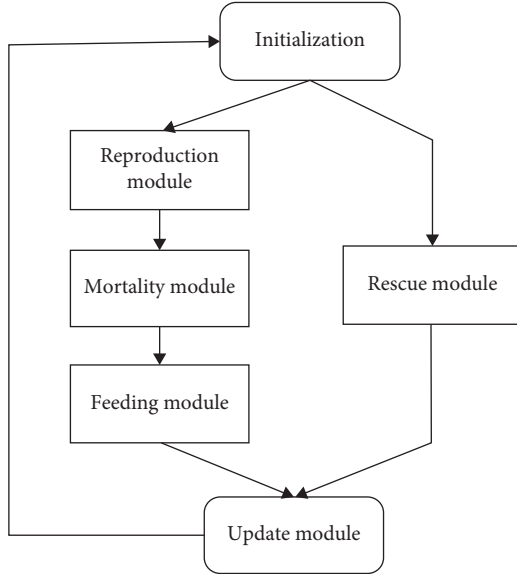 Initialization
Reproduction
module
Mortality module
Rescue module
Feeding module
Update module